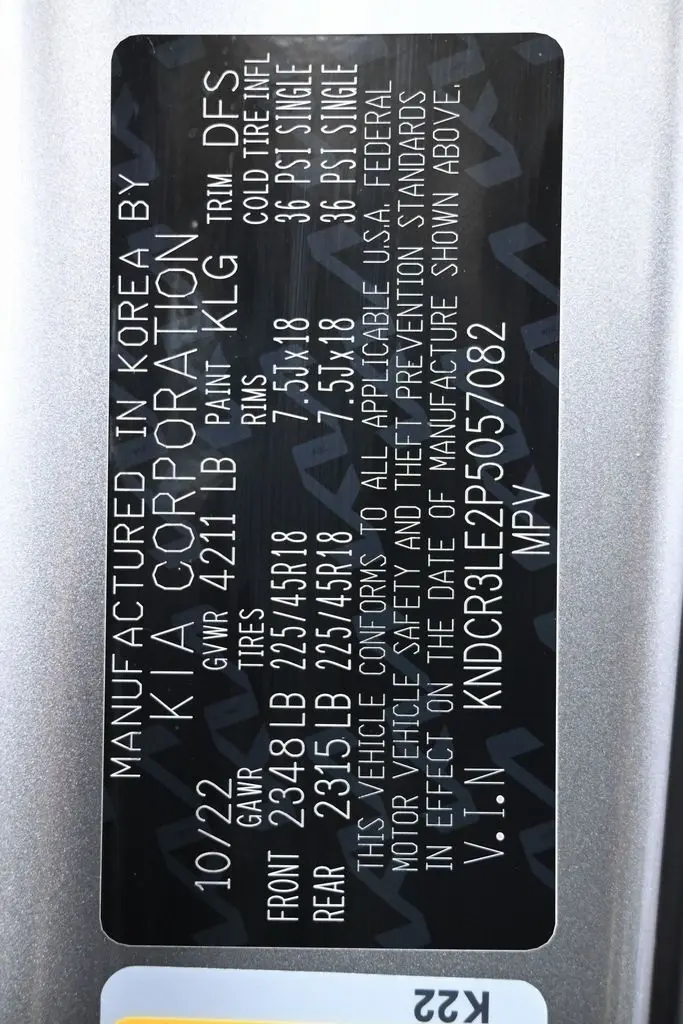 MANUFACTURED IN KOREA BY
KIA CORPORATION
10/22 GVWR 4211 LB PAINT KLG TRIM DFS
GAWR TIRES RIMS COLD TIRE INFL
FRONT 2348 LB 225/45R18 7.5Jx18 36 PSI SINGLE
REAR 2315 LB 225/45R18 7.5Jx18 36 PSI SINGLE
THIS VEHICLE CONFORMS TO ALL APPLICABLE U.S.A. FEDERAL
MOTOR VEHICLE SAFETY AND THEFT PREVENTION STANDARDS
IN EFFECT ON THE DATE OF MANUFACTURE SHOWN ABOVE.
V.I.N KNDCR3LE2P5057082
MPV
K22